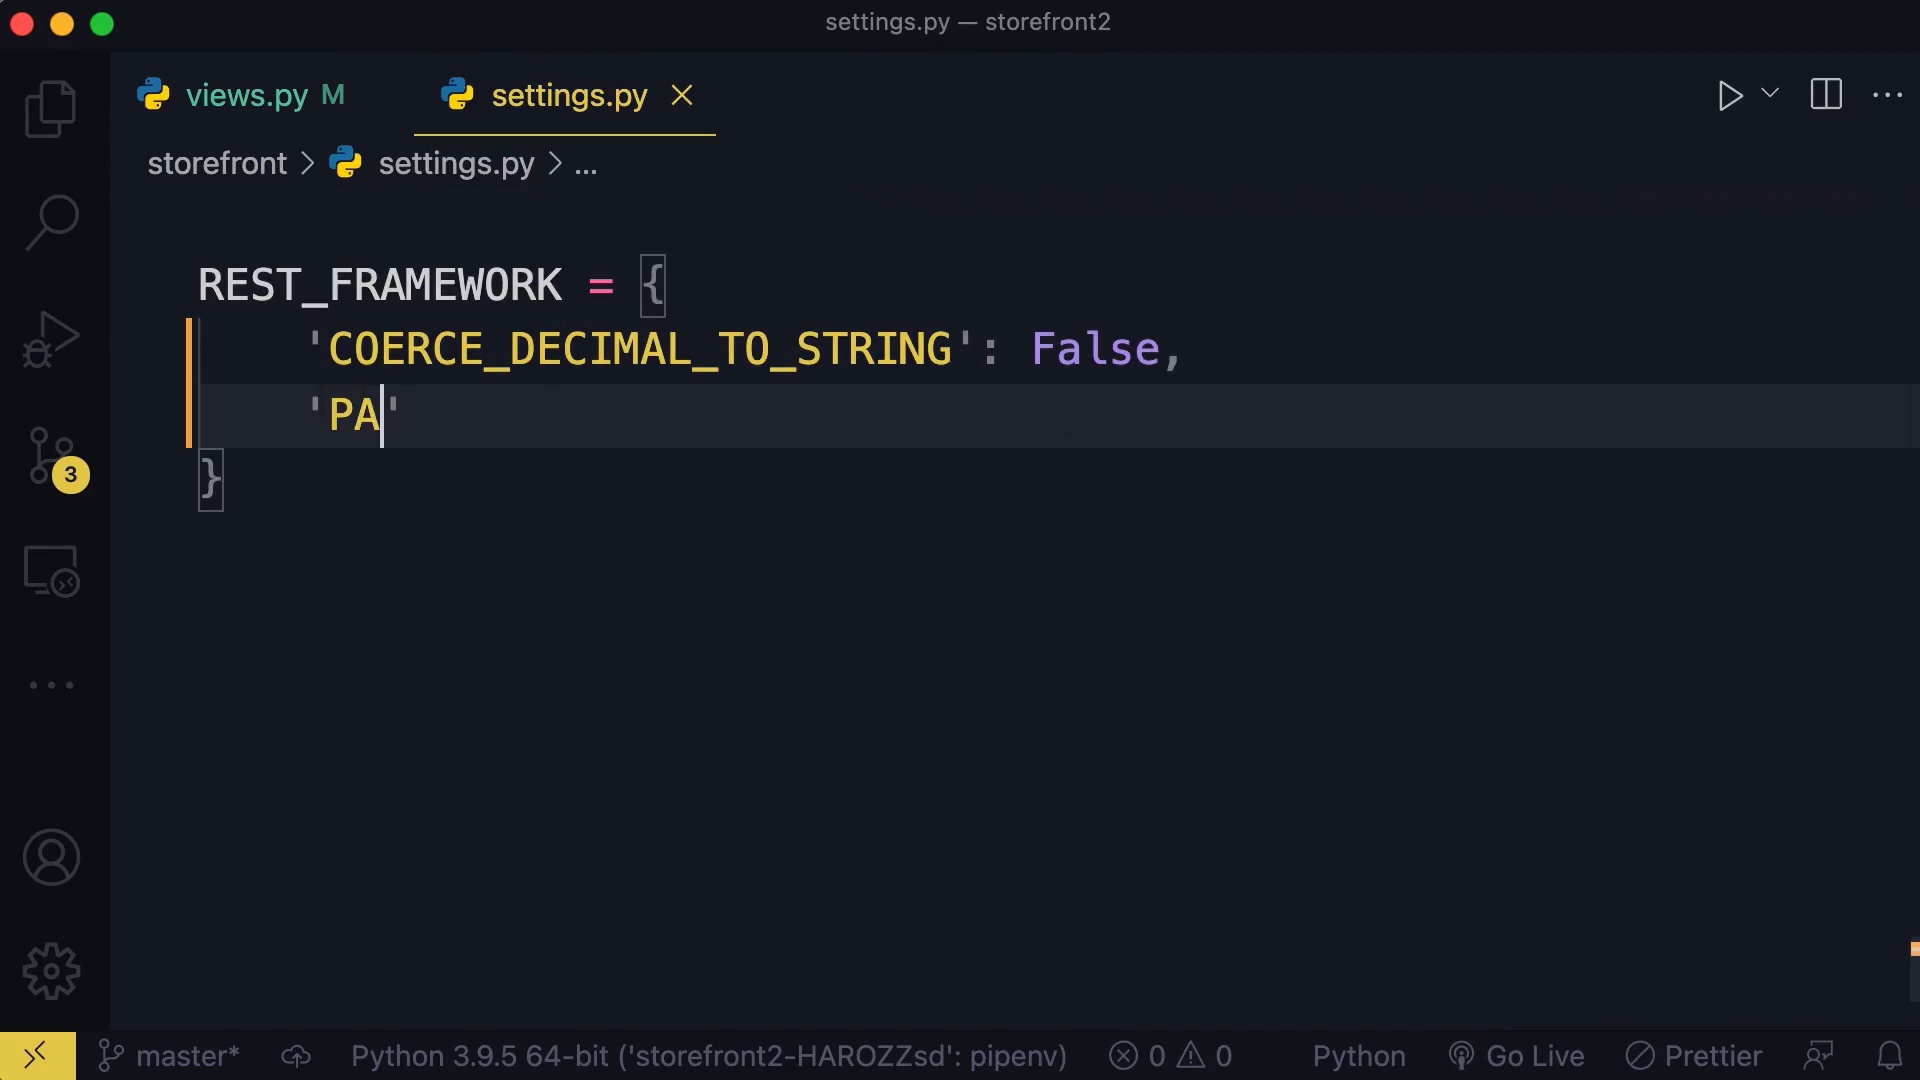 settings.py — storefront2
views.py M settings.py
storefront > settings.py > ...
REST_FRAMEWORK = {
    'COERCE_DECIMAL_TO_STRING': False,
    'PA'
}
3
master* Python 3.9.5 64-bit ('storefront2-HAROZZsd': pipenv) 0 0 Python Go Live Prettier